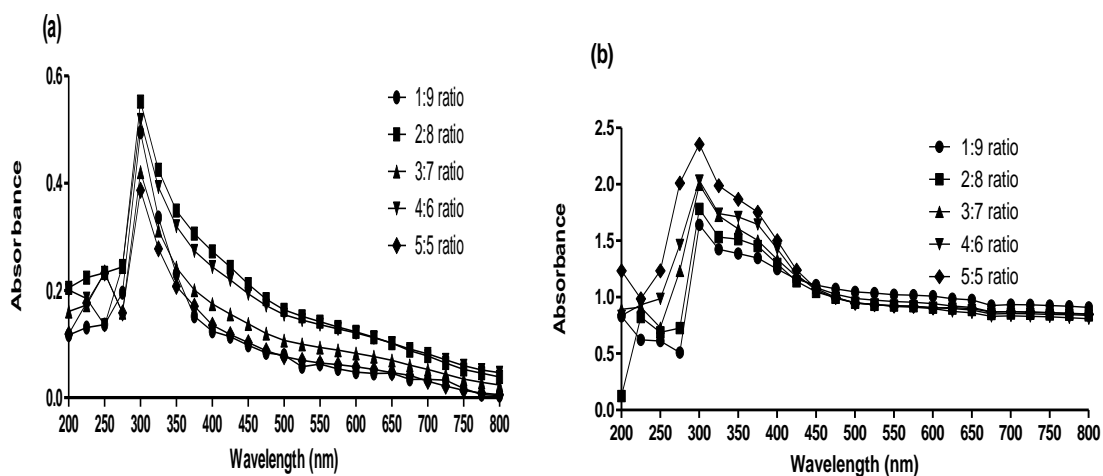 (a)
Absorbance
0.6
0.4
0.2
0.0
200 250 300 350 400 450 500 550 600 650 700 750 800
Wavelength (nm)
1:9 ratio
2:8 ratio
3:7 ratio
4:6 ratio
5:5 ratio
(b)
Absorbance
2.5
2.0
1.5
1.0
0.5
0.0
200 250 300 350 400 450 500 550 600 650 700 750 800
Wavelength (nm)
1:9 ratio
2:8 ratio
3:7 ratio
4:6 ratio
5:5 ratio